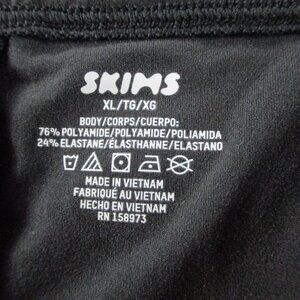 SKIMS
XL/TG/XG
BODY/CORPS/CUERPO:
76% POLYAMIDE/POLYAMIDE/POLIAMIDA
24% ELASTANE/ÉLASTHANNE/ELASTANO
MADE IN VIETNAM
FABRIQUÉ AU VIETNAM
HECHO EN VIETNAM
RN 158973